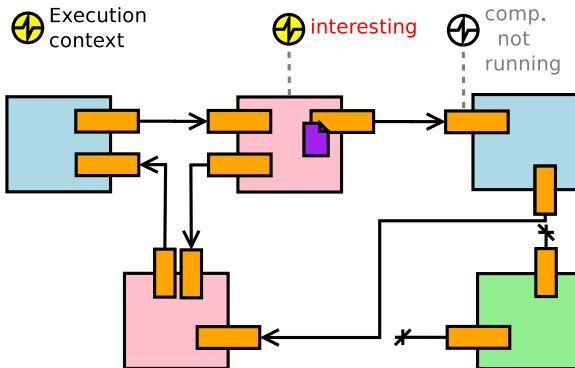 Execution
context
interesting
comp.
not
running